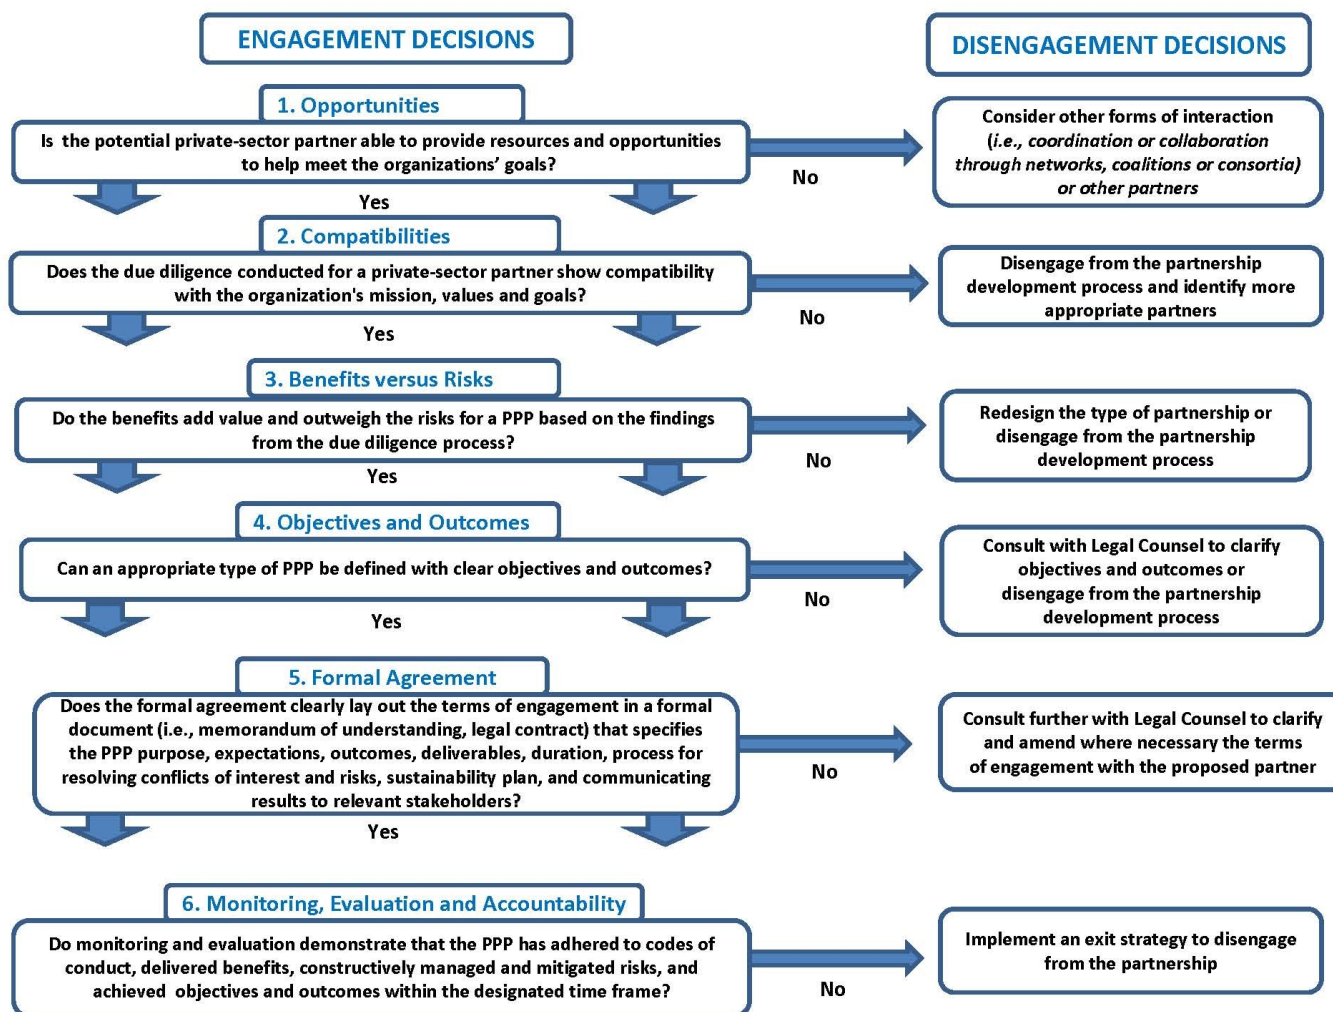 ENGAGEMENT DECISIONS
DISENGAGEMENT DECISIONS
1. Opportunities
Is the potential private-sector partner able to provide resources and opportunities
to help meet the organizations’ goals?
No
Consider other forms of interaction
(i.e., coordination or collaboration
through networks, coalitions or consortia)
or other partners
Yes
2. Compatibilities
Does the due diligence conducted for a private-sector partner show compatibility
with the organization's mission, values and goals?
No
Disengage from the partnership
development process and identify more
appropriate partners
Yes
3. Benefits versus Risks
Do the benefits add value and outweigh the risks for a PPP based on the findings
from the due diligence process?
No
Redesign the type of partnership or
disengage from the partnership
development process
Yes
4. Objectives and Outcomes
Can an appropriate type of PPP be defined with clear objectives and outcomes?
No
Consult with Legal Counsel to clarify
objectives and outcomes or
disengage from the partnership
development process
Yes
5. Formal Agreement
Does the formal agreement clearly lay out the terms of engagement in a formal
document (i.e., memorandum of understanding, legal contract) that specifies
the PPP purpose, expectations, outcomes, deliverables, duration, process for
resolving conflicts of interest and risks, sustainability plan, and communicating
results to relevant stakeholders?
No
Consult further with Legal Counsel to clarify
and amend where necessary the terms
of engagement with the proposed partner
Yes
6. Monitoring, Evaluation and Accountability
Do monitoring and evaluation demonstrate that the PPP has adhered to codes of
conduct, delivered benefits, constructively managed and mitigated risks, and
achieved objectives and outcomes within the designated time frame?
No
Implement an exit strategy to disengage
from the partnership